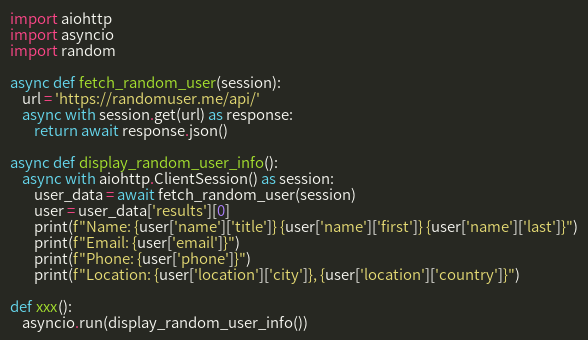 import aiohttp
import asyncio
import random

async def fetch_random_user(session):
    url = 'https://randomuser.me/api/'
    async with session.get(url) as response:
        return await response.json()

async def display_random_user_info():
    async with aiohttp.ClientSession() as session:
        user_data = await fetch_random_user(session)
        user = user_data['results'][0]
        print(f"Name: {user['name']['title']} {user['name']['first']} {user['name']['last']}")
        print(f"Email: {user['email']}")
        print(f"Phone: {user['phone']}")
        print(f"Location: {user['location']['city']}, {user['location']['country']}")

def xxx():
    asyncio.run(display_random_user_info())